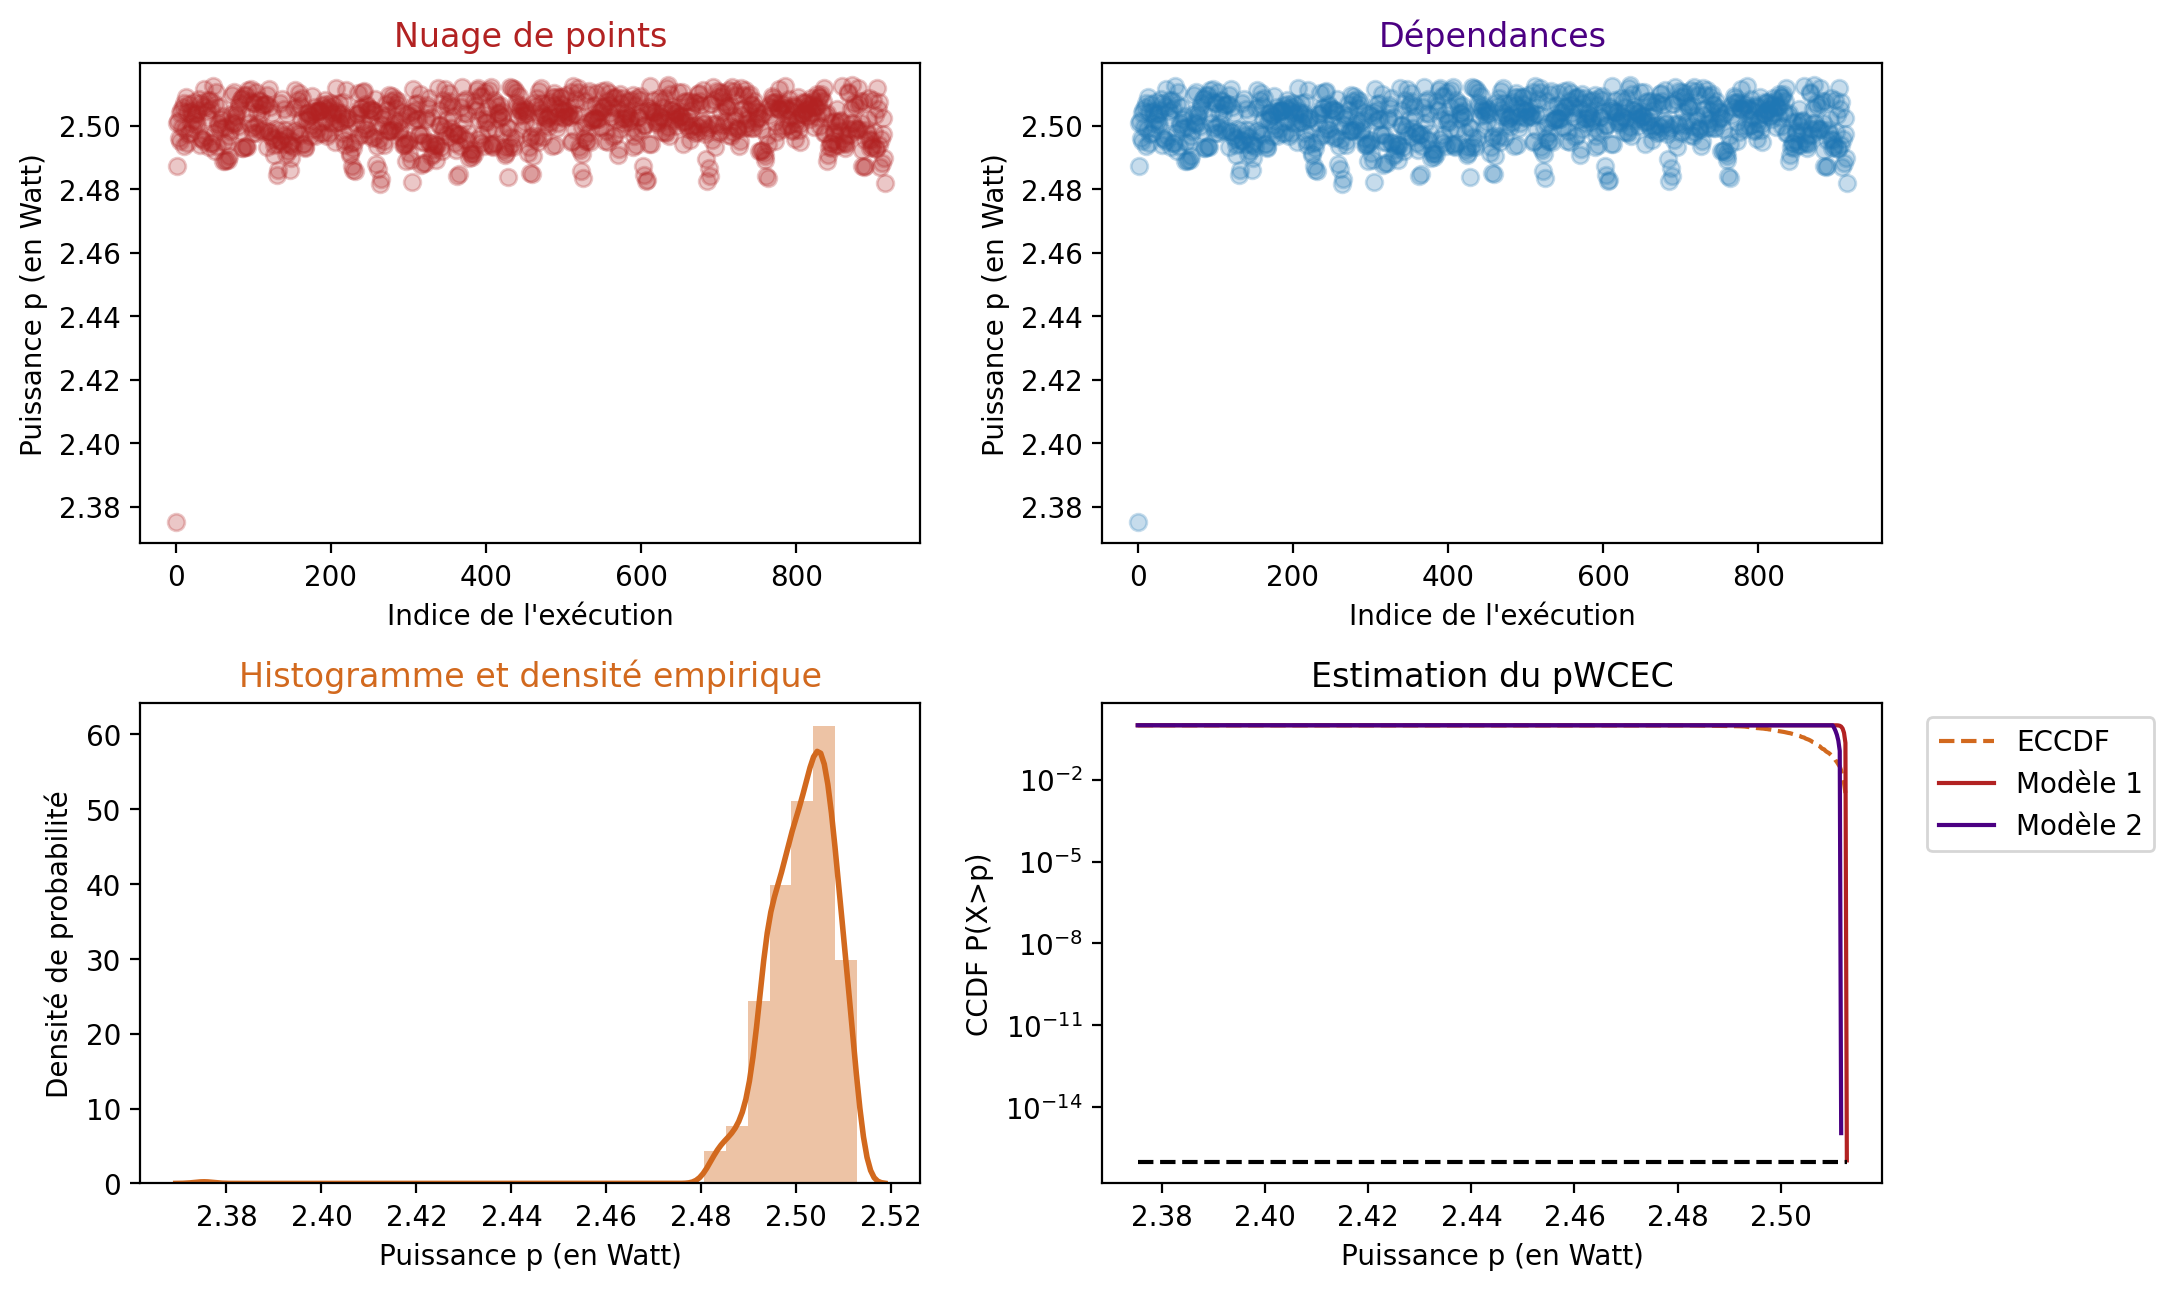 Nuage de points
Puissance p (en Watt)
2.50
2.48
2.46
2.44
2.42
2.40
2.38
0 200 400 600 800
Indice de l'exécution
Dépendances
Puissance p (en Watt)
2.50
2.48
2.46
2.44
2.42
2.40
2.38
0 200 400 600 800
Indice de l'exécution
Histogramme et densité empirique
Densité de probabilité
60
50
40
30
20
10
0
2.38 2.40 2.42 2.44 2.46 2.48 2.50 2.52
Puissance p (en Watt)
Estimation du pWCEC
CCDF P(X>p)
10⁻²
10⁻⁵
10⁻⁸
10⁻¹¹
10⁻¹⁴
2.38 2.40 2.42 2.44 2.46 2.48 2.50
Puissance p (en Watt)
ECCDF
Modèle 1
Modèle 2